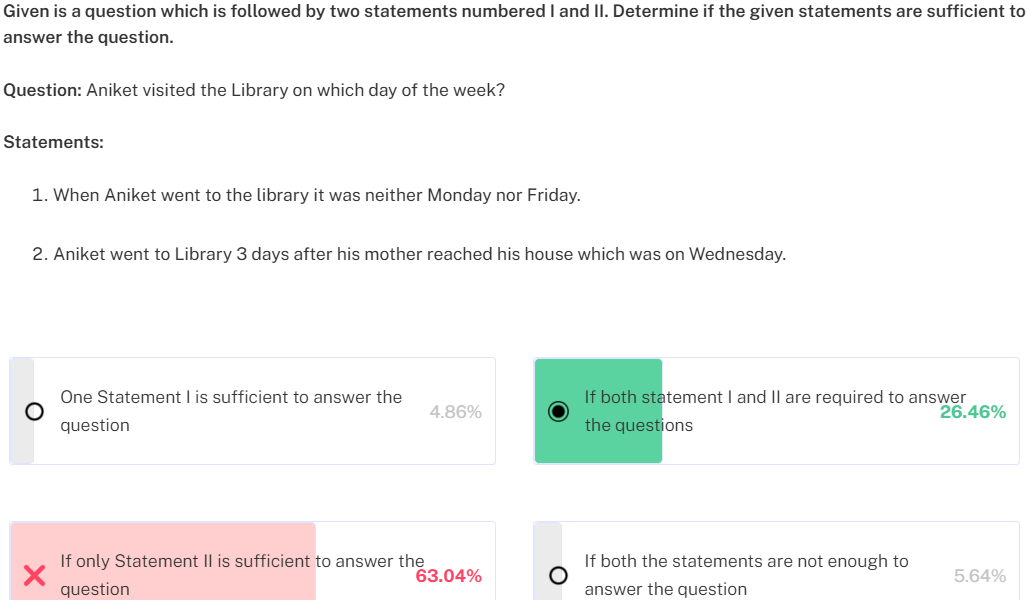 Given is a question which is followed by two statements numbered I and II. Determine if the given statements are sufficient to
answer the question.
Question: Aniket visited the Library on which day of the week?
Statements:
1. When Aniket went to the library it was neither Monday nor Friday.
2. Aniket went to Library 3 days after his mother reached his house which was on Wednesday.
One Statement I is sufficient to answer the
question
4.86%
If both statement I and II are required to answer
the questions
26.46%
If only Statement II is sufficient to answer the
question
63.04%
If both the statements are not enough to
answer the question
5.64%